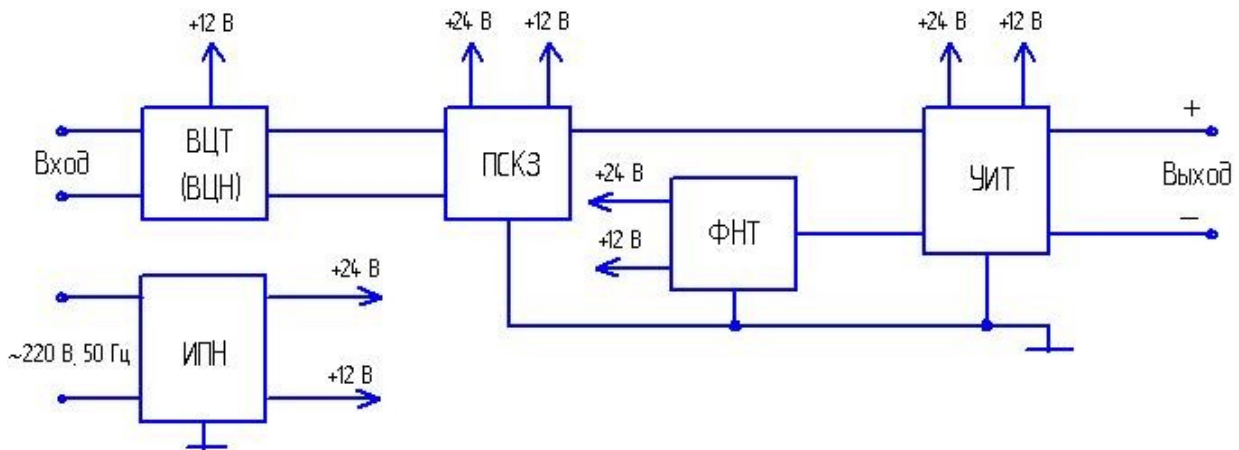 +12 В
+24 В
+12 В
+24 В
+12 В
ВЦТ
(ВЦН)
Вход
ПСКЗ
+24 В
+12 В
ФНТ
УИТ
+
Выход
−
~220 В, 50 Гц
ИПН
+24 В
+12 В